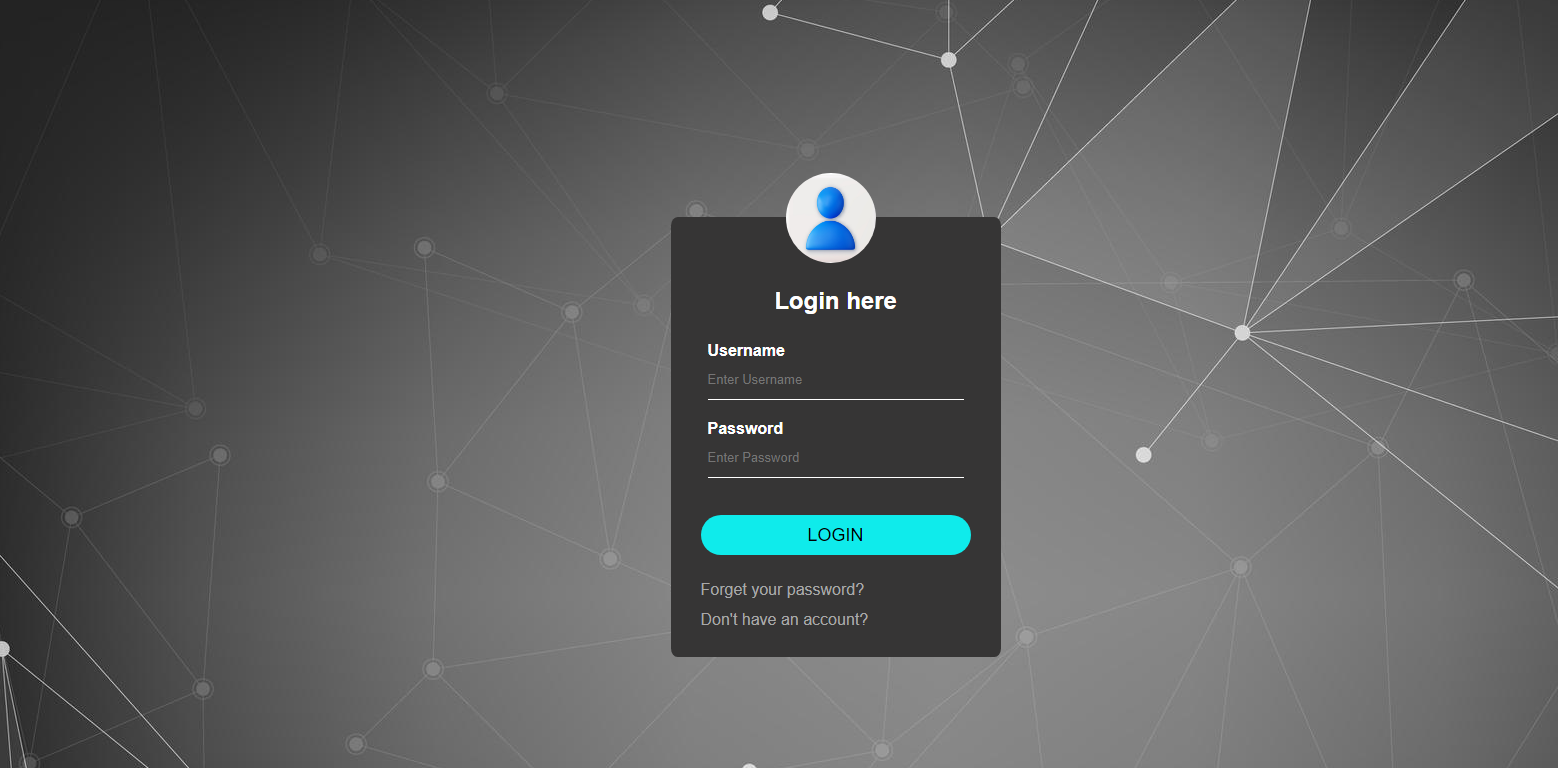 Login here
Username
Enter Username
Password
Enter Password
LOGIN
Forget your password?
Don't have an account?